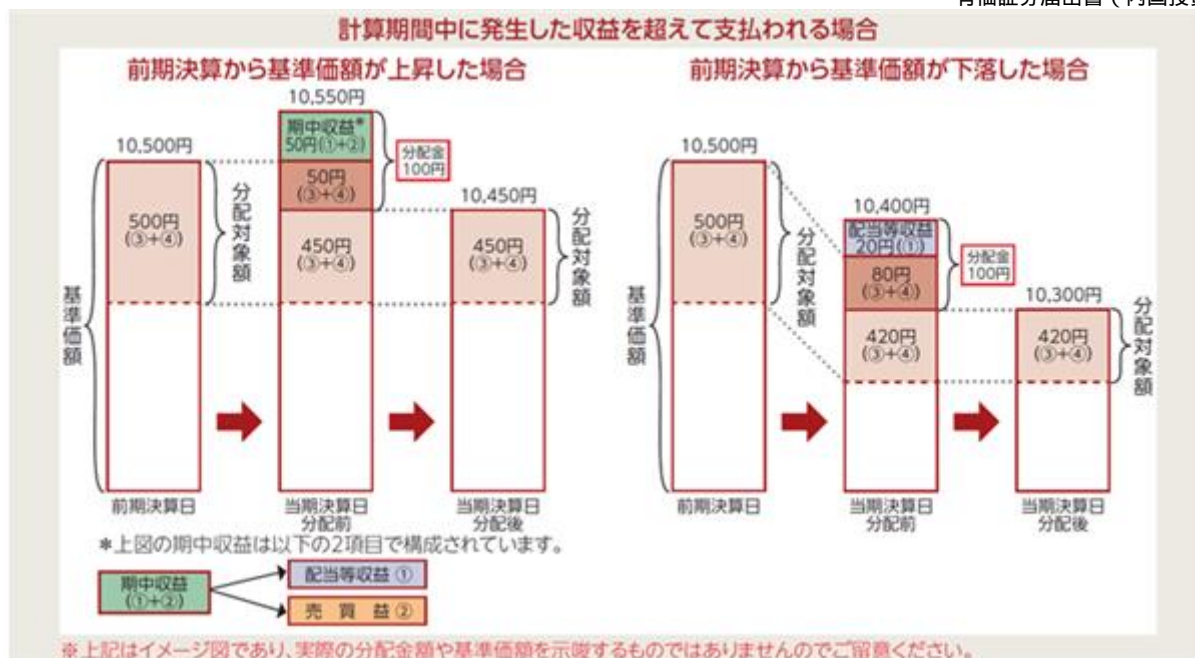 有価証券届出書（内国投資
計算期間中に発生した収益を超えて支払われる場合
前期決算から基準価額が上昇した場合
10,550円
期中収益*
50円(①+②)
分配金
100円
10,500円
500円
(③+④)
分配対象額
50円
(③+④)
450円
(③+④)
10,450円
450円
(③+④)
分配対象額
基準価額
前期決算日
当期決算日
分配前
当期決算日
分配後
*上図の期中収益は以下の2項目で構成されています。
期中収益
(①+②)
配当等収益 ①
売買益 ②
前期決算から基準価額が下落した場合
10,500円
500円
(③+④)
分配対象額
10,400円
配当等収益
20円(①)
分配金
100円
80円
(③+④)
420円
(③+④)
10,300円
420円
(③+④)
分配対象額
基準価額
前期決算日
当期決算日
分配前
当期決算日
分配後
※上記はイメージ図であり、実際の分配金額や基準価額を示唆するものではありませんのでご留意ください。